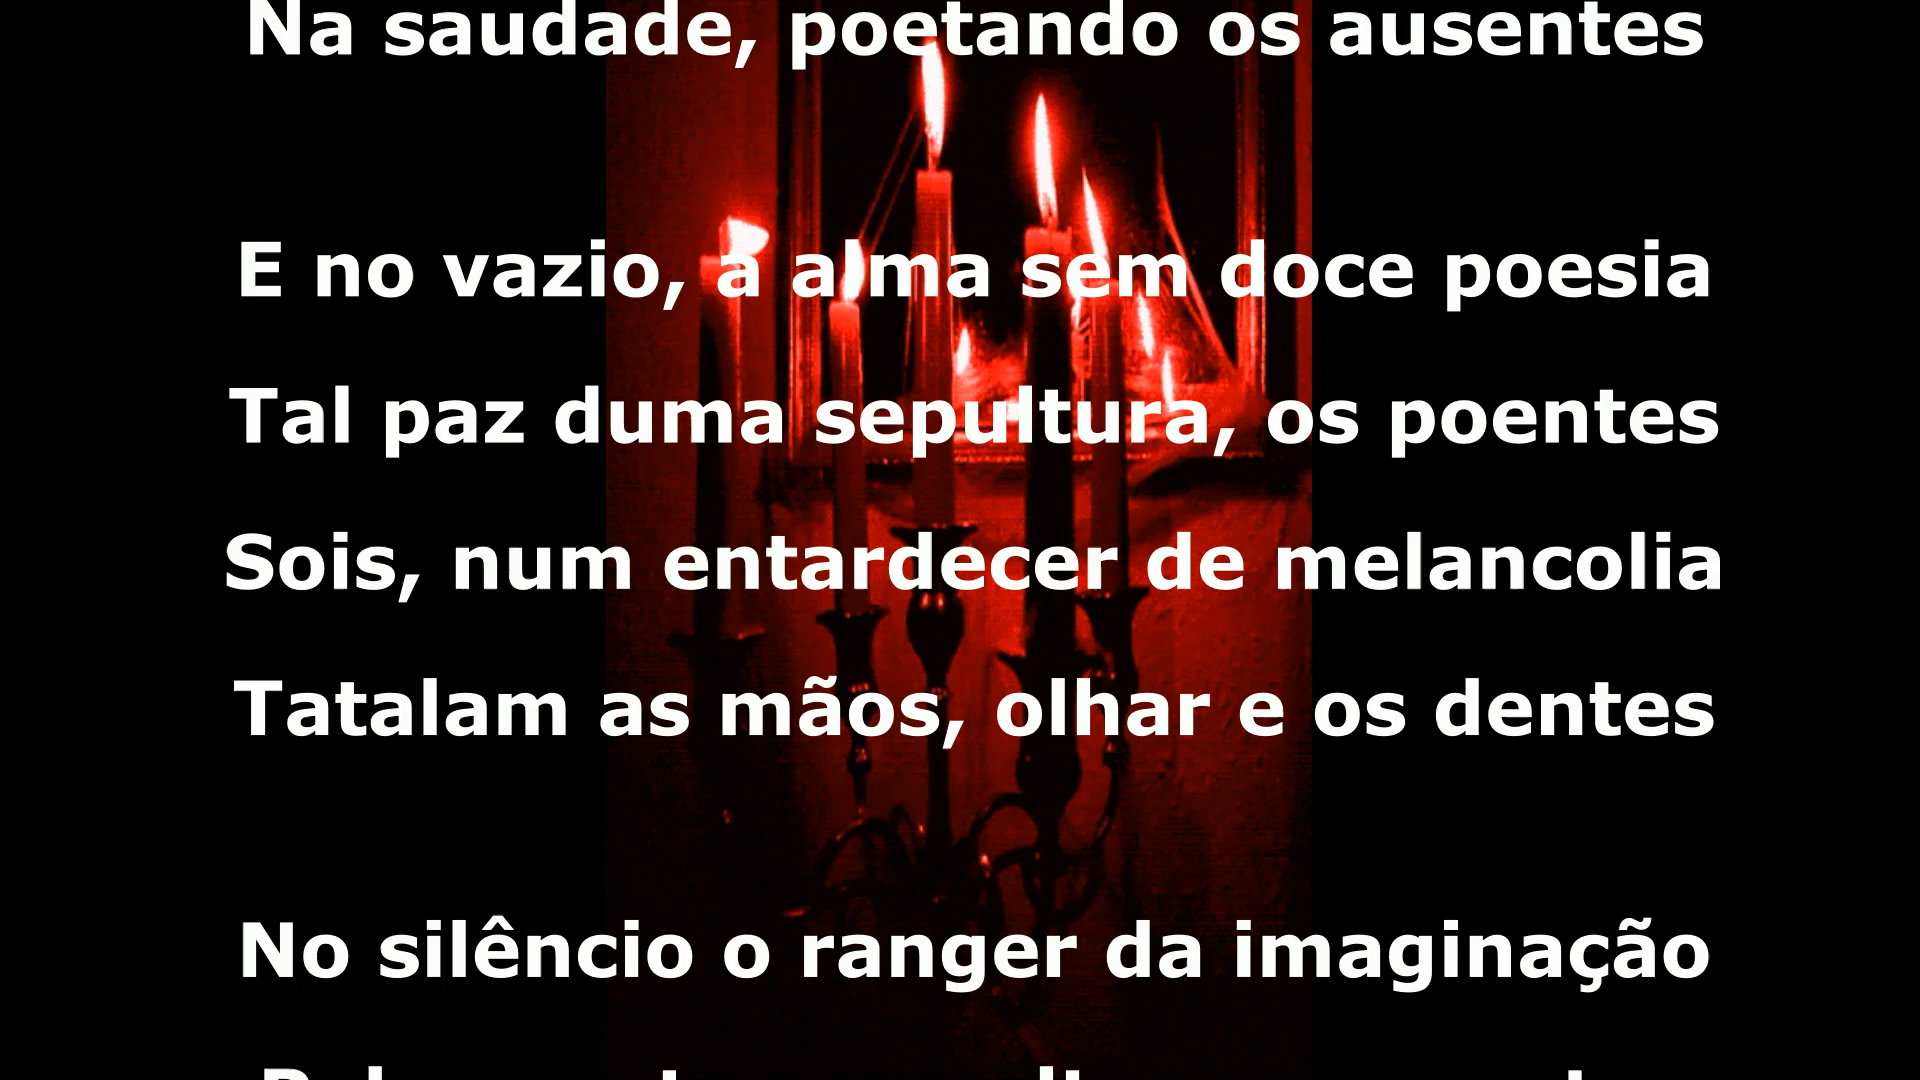 Na saudade, poetando os ausentes
E no vazio, a alma sem doce poesia
Tal paz duma sepultura, os poentes
Sois, num entardecer de melancolia
Tatalam as mãos, olhar e os dentes
No silêncio o ranger da imaginação